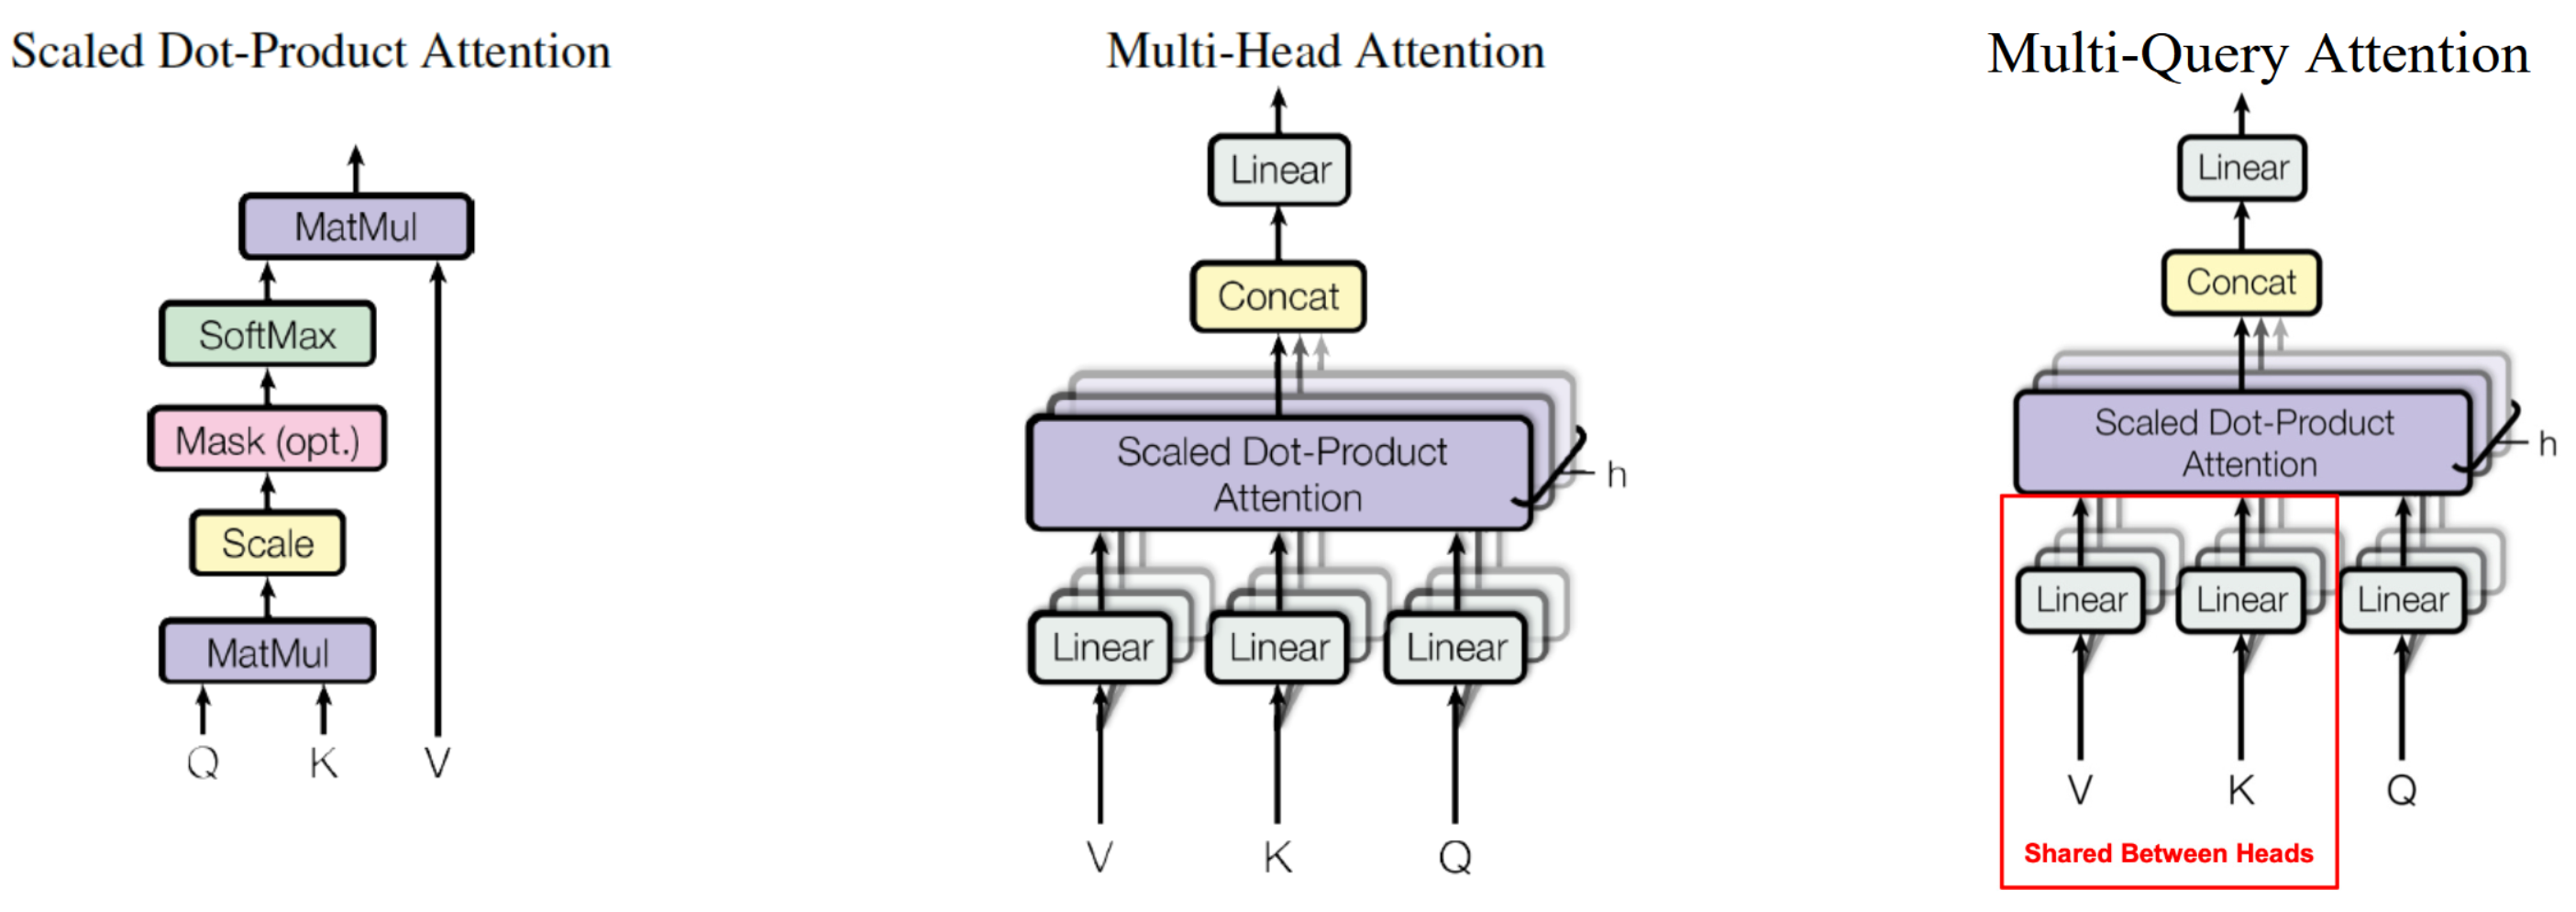 Scaled Dot-Product Attention
MatMul
SoftMax
Mask (opt.)
Scale
MatMul
Q K V
Multi-Head Attention
Linear
Concat
Scaled Dot-Product
Attention
h
Linear Linear Linear
V K Q
Multi-Query Attention
Linear
Concat
Scaled Dot-Product
Attention
h
Linear Linear Linear
V K Q
Shared Between Heads